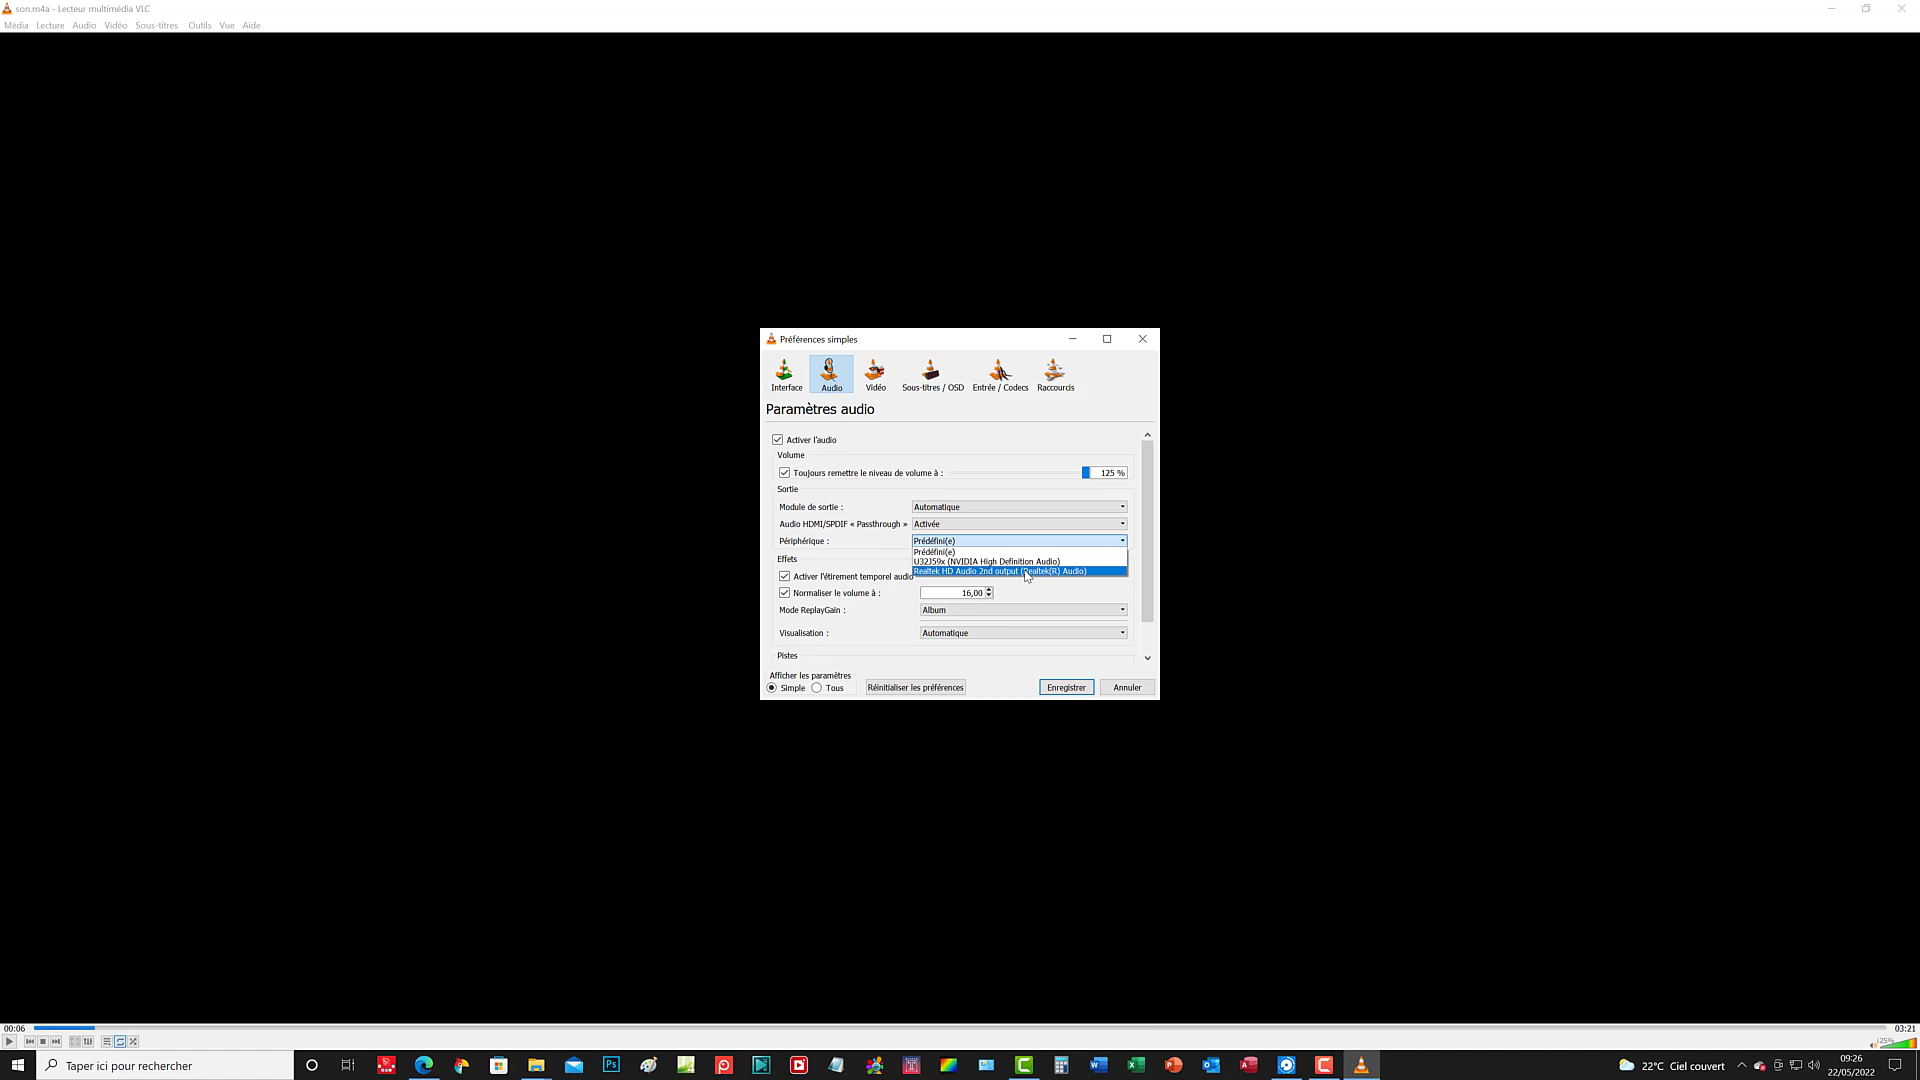 son.m4a - Lecteur multimédia VLC
Média Lecture Audio Vidéo Sous-titres Outils Vue Aide
Préférences simples
Interface Audio Vidéo Sous-titres / OSD Entrée / Codecs Raccourcis
Paramètres audio
Activer l'audio
Volume
Toujours remettre le niveau de volume à : 125 %
Sortie
Module de sortie : Automatique
Audio HDMI/SPDIF « Passthrough » Activée
Périphérique : Prédéfini(e)
Prédéfini(e)
U32J59x (NVIDIA High Definition Audio)
Realtek HD Audio 2nd output (Realtek(R) Audio)
Effets
Activer l'étirement temporel audio
Normaliser le volume à : 16,00
Mode ReplayGain : Album
Visualisation : Automatique
Pistes
Afficher les paramètres
Simple Tous Réinitialiser les préférences Enregistrer Annuler
00:06 03:21
125%
Taper ici pour rechercher
22°C Ciel couvert
09:26
22/05/2022